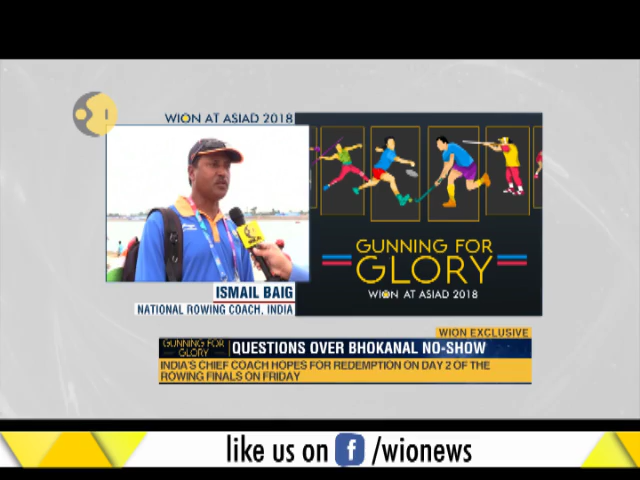 WION AT ASIAD 2018
GUNNING FOR
GLORY
WION AT ASIAD 2018
ISMAIL BAIG
NATIONAL ROWING COACH, INDIA
WION EXCLUSIVE
GUNNING FOR
GLORY
QUESTIONS OVER BHOKANAL NO-SHOW
INDIA'S CHIEF COACH HOPES FOR REDEMPTION ON DAY 2 OF THE
ROWING FINALS ON FRIDAY
like us on f /wionews